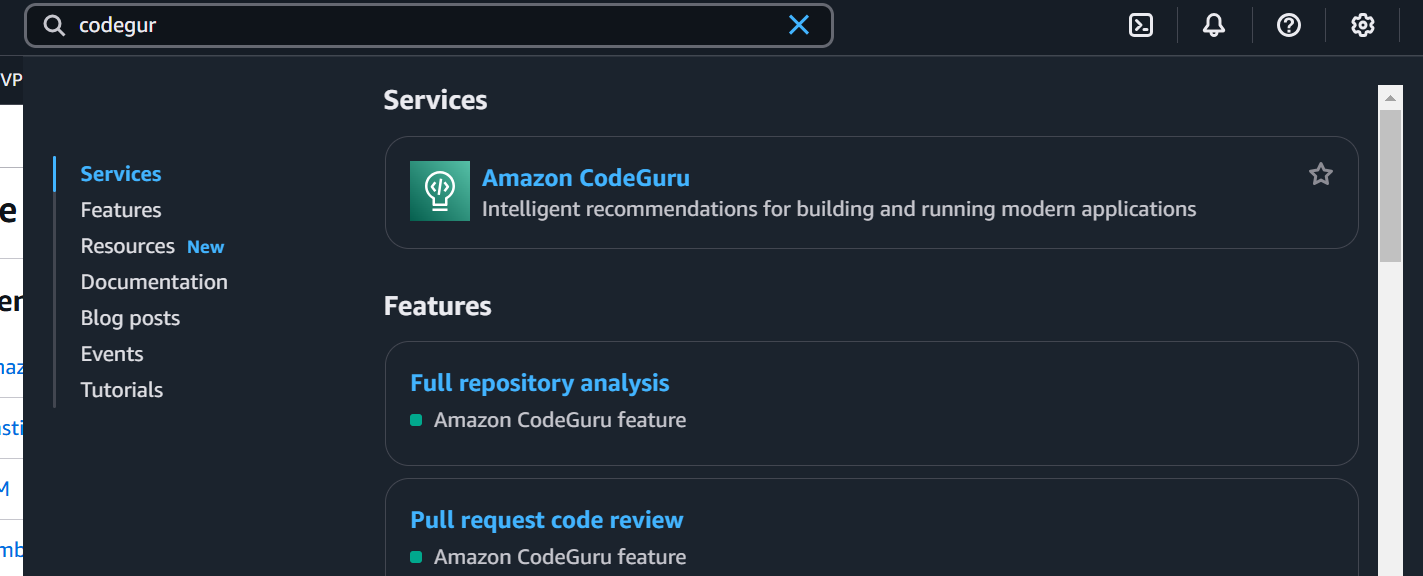 codegur
VP
Services
Features
Resources New
Documentation
Blog posts
Events
Tutorials
Services
Amazon CodeGuru
Intelligent recommendations for building and running modern applications
Features
Full repository analysis
Amazon CodeGuru feature
Pull request code review
Amazon CodeGuru feature